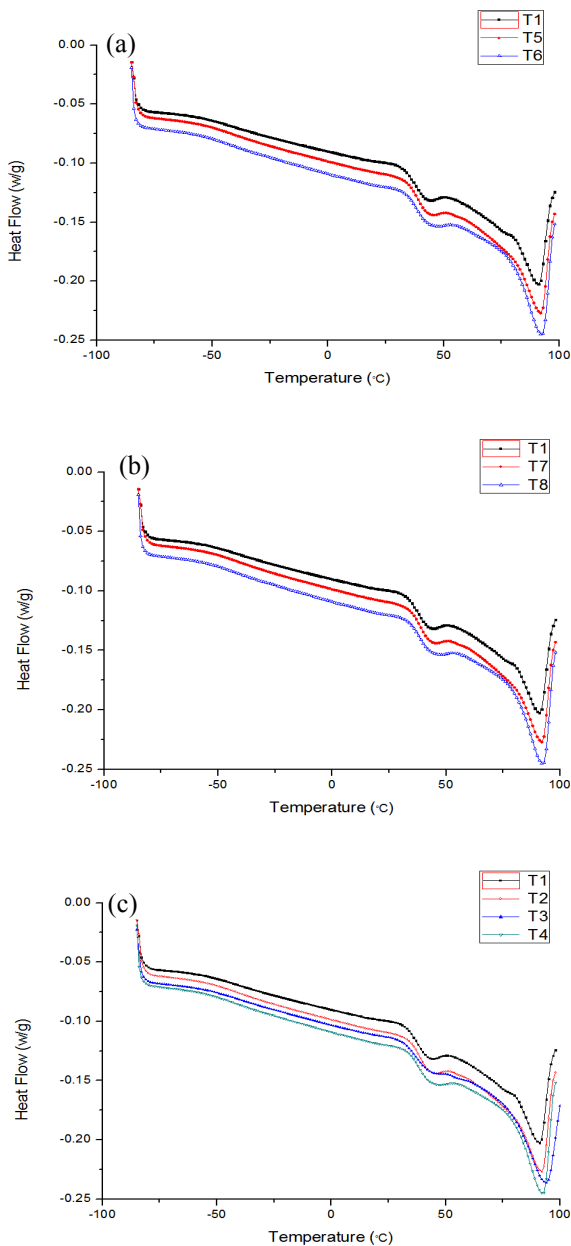 (a)
T1
T5
T6
0.00
-0.05
-0.10
-0.15
-0.20
-0.25
Heat Flow (w/g)
-100
-50
0
50
100
Temperature (°C)
(b)
T1
T7
T8
0.00
-0.05
-0.10
-0.15
-0.20
-0.25
Heat Flow (w/g)
-100
-50
0
50
100
Temperature (°C)
(c)
T1
T2
T3
T4
0.00
-0.05
-0.10
-0.15
-0.20
-0.25
Heat Flow (w/g)
-100
-50
0
50
100
Temperature (°C)